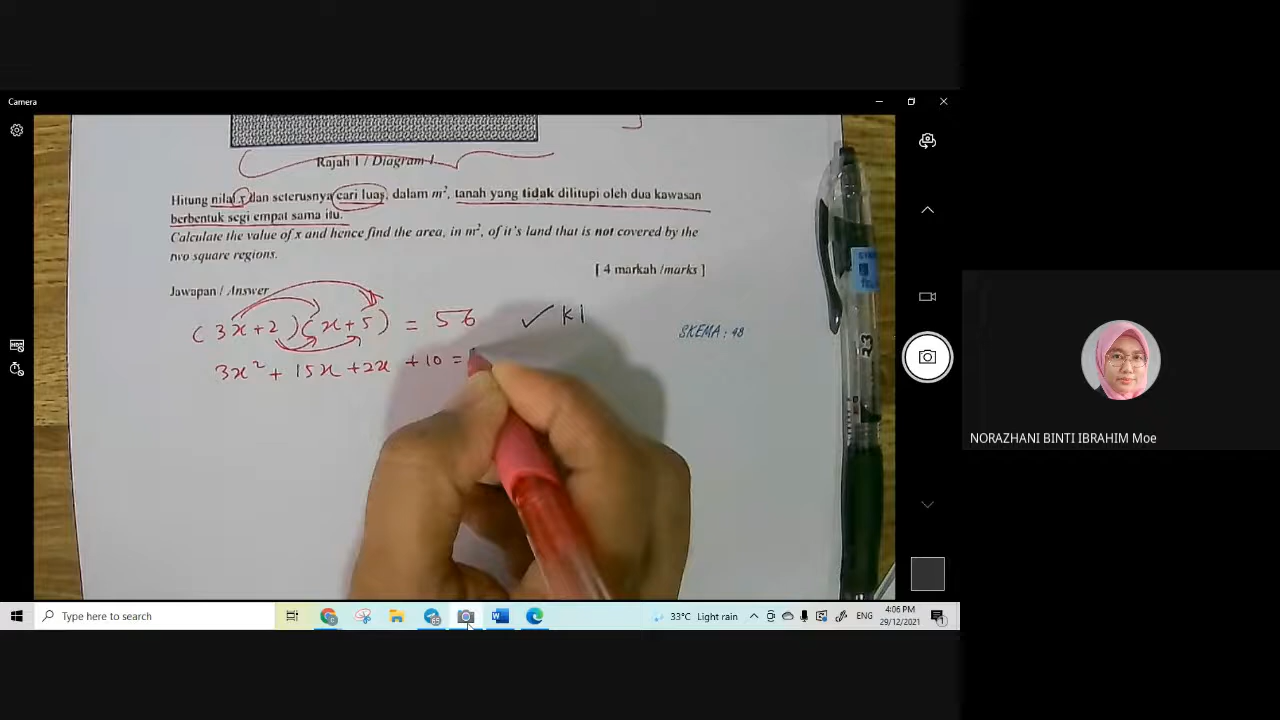 Camera
Rajah 1 / Diagram 1
Hitung nilai x dan seterusnya cari luas, dalam m², tanah yang tidak dilitupi oleh dua kawasan
berbentuk segi empat sama itu.
Calculate the value of x and hence find the area, in m², of it's land that is not covered by the
two square regions.
[ 4 markah /marks ]
Jawapan / Answer
(3x+2)(x+5) = 56 ✓ K1
SKEMA : 48
3x² + 15x + 2x + 10 =
NORAZHANI BINTI IBRAHIM Moe
Type here to search
33°C Light rain
ENG
4:06 PM
29/12/2021